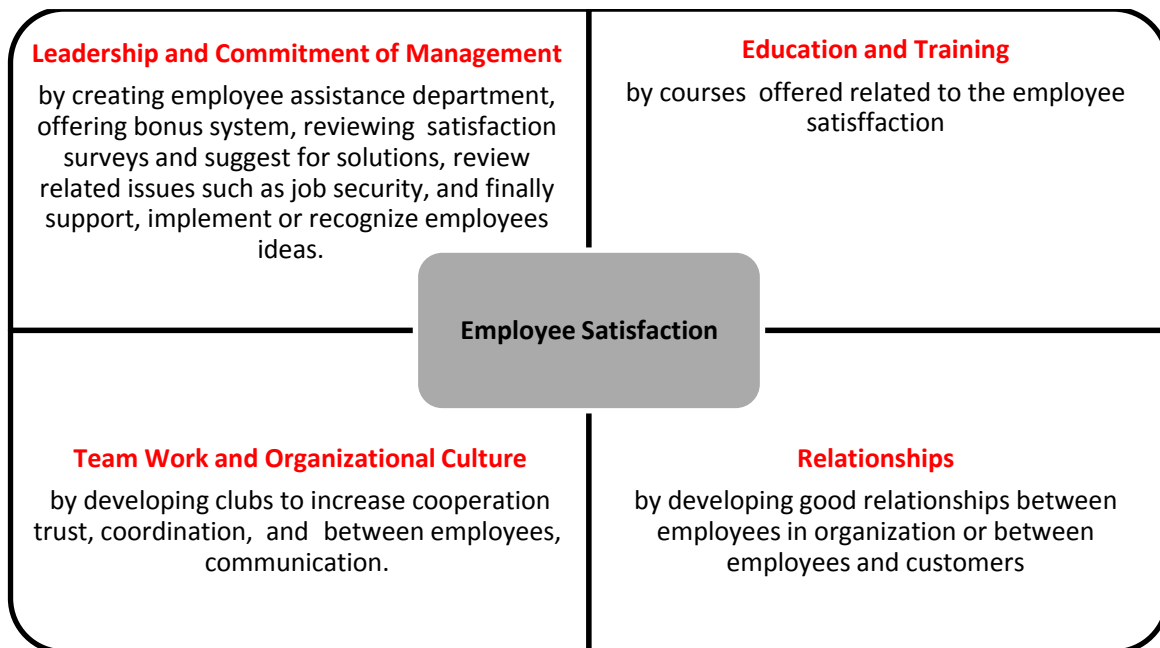 Leadership and Commitment of Management
by creating employee assistance department,
offering bonus system, reviewing satisfaction
surveys and suggest for solutions, review
related issues such as job security, and finally
support, implement or recognize employees
ideas.
Education and Training
by courses offered related to the employee
satisffaction
Employee Satisfaction
Team Work and Organizational Culture
by developing clubs to increase cooperation
trust, coordination, and between employees,
communication.
Relationships
by developing good relationships between
employees in organization or between
employees and customers